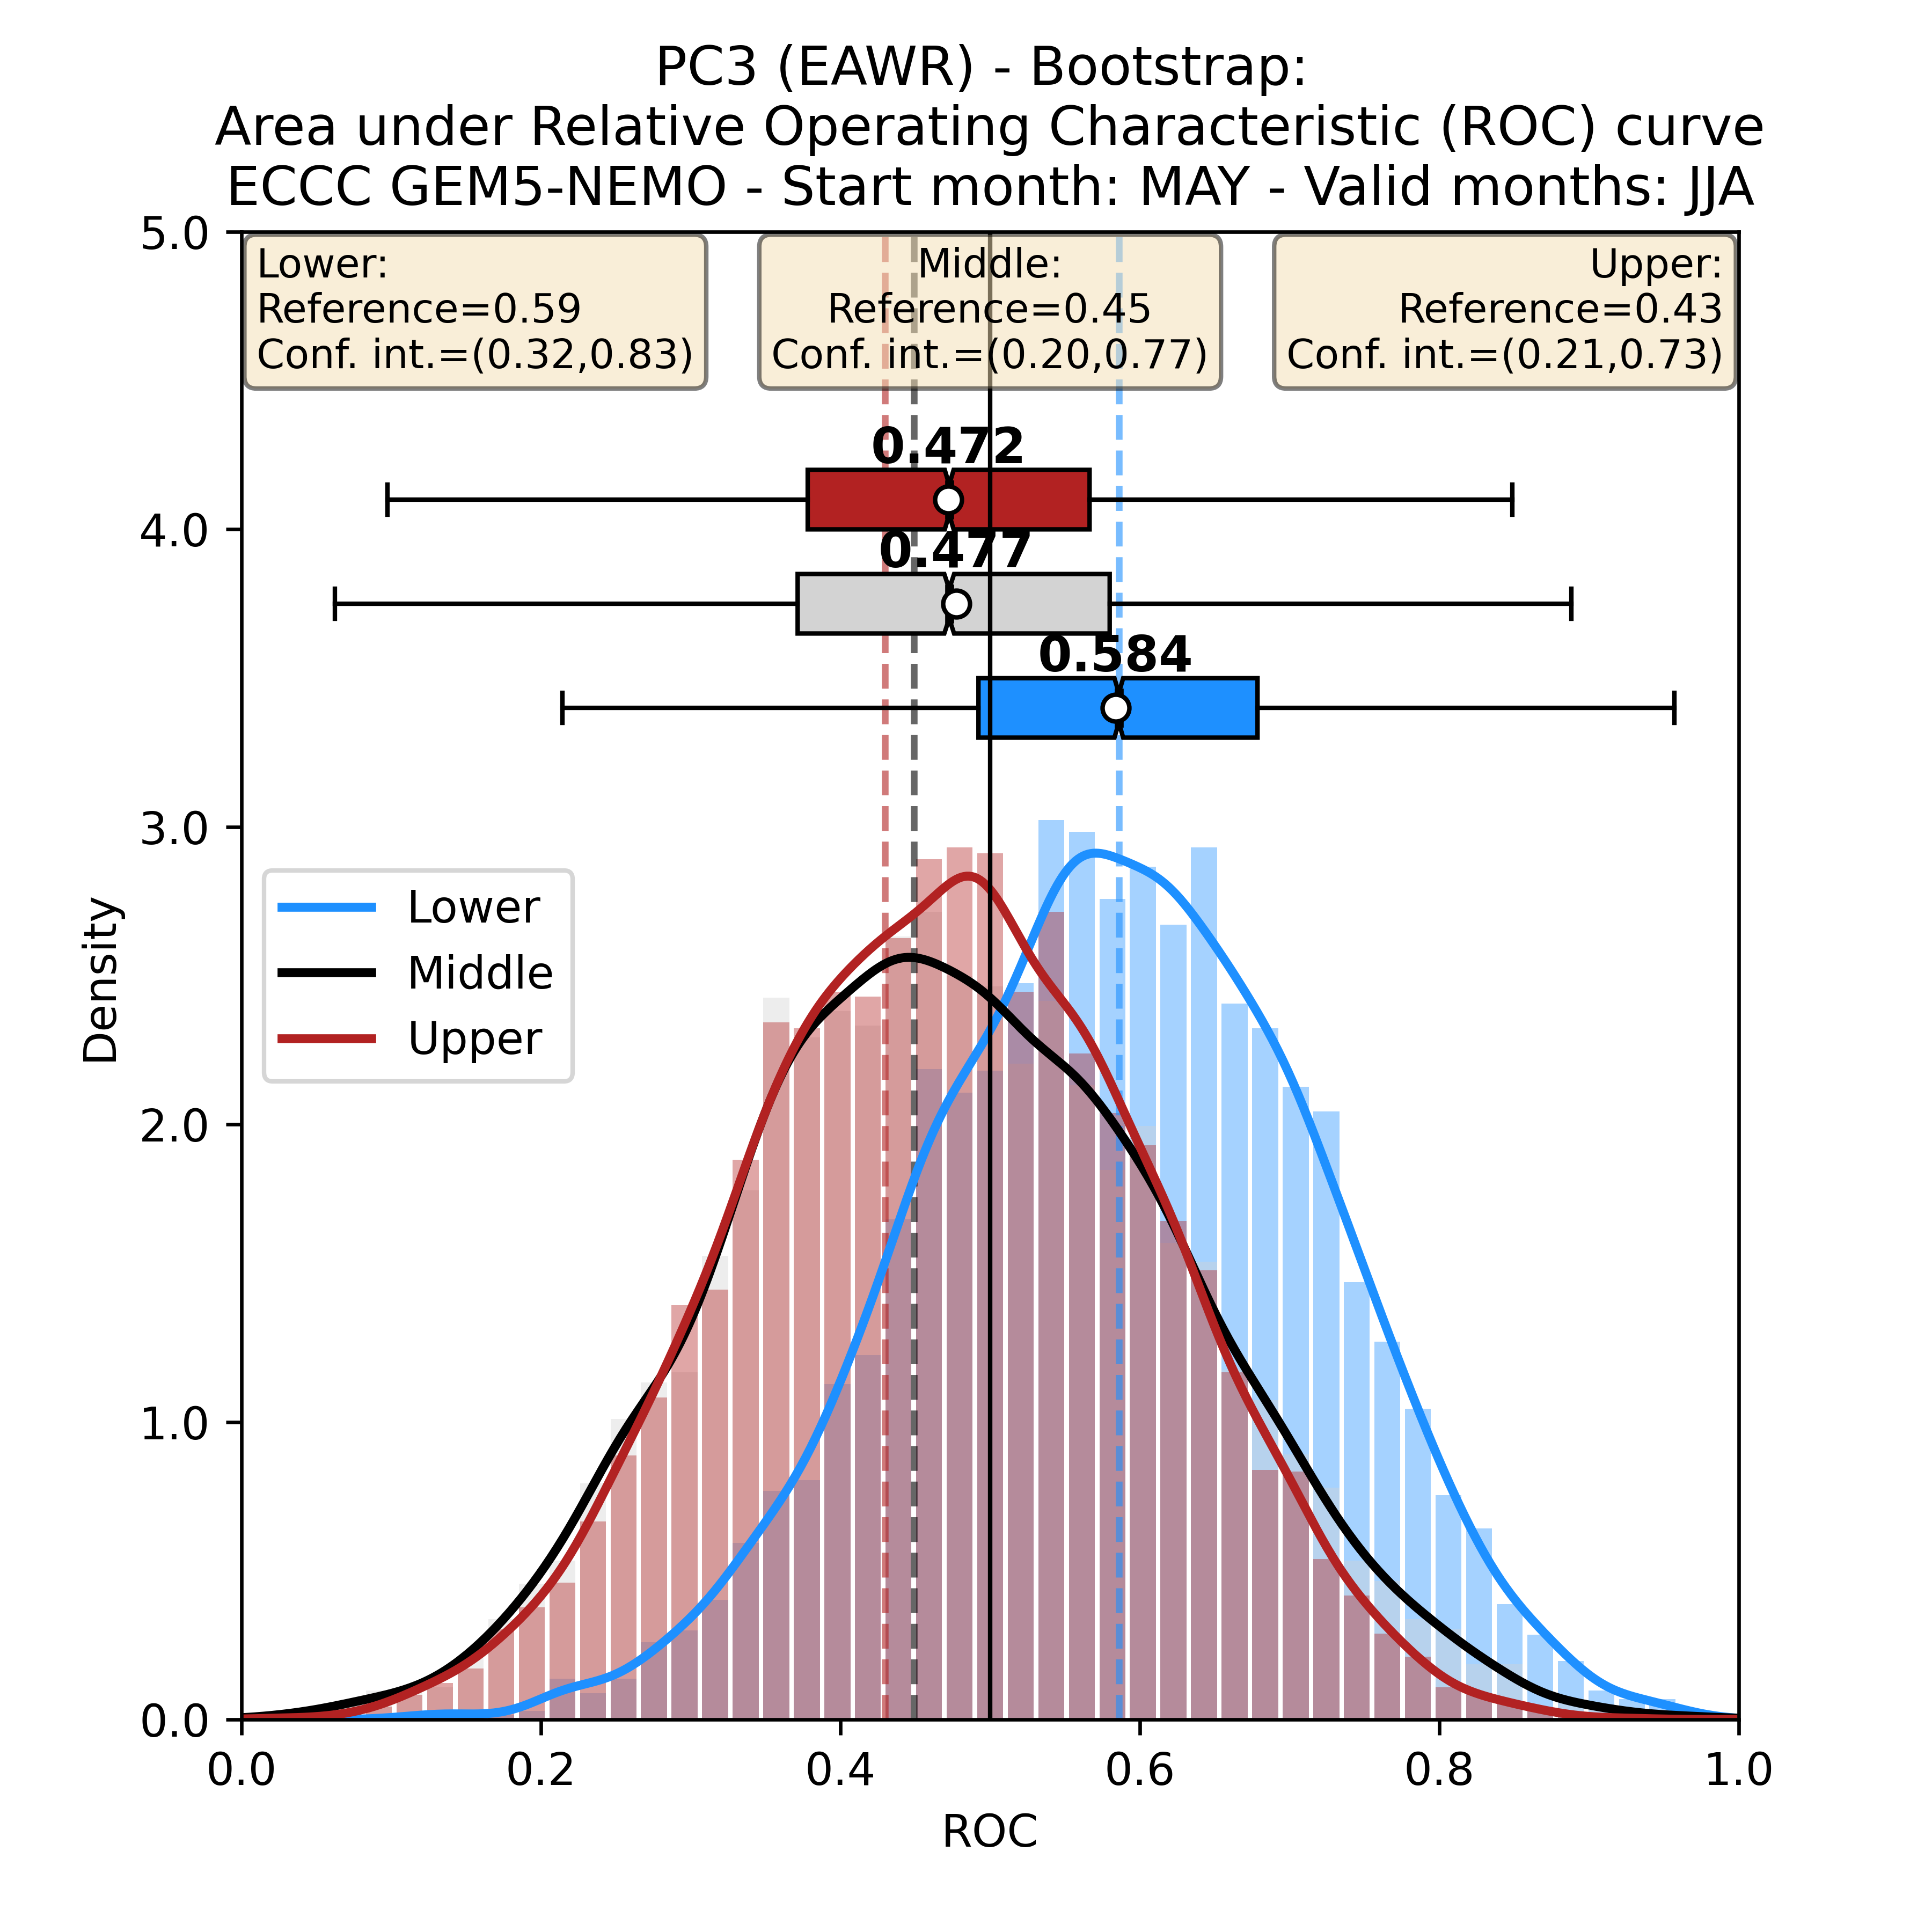 PC3 (EAWR) - Bootstrap:
Area under Relative Operating Characteristic (ROC) curve
ECCC GEM5-NEMO - Start month: MAY - Valid months: JJA
Lower:
Reference=0.59
Conf. int.=(0.32,0.83)
Middle:
Reference=0.45
Conf. int.=(0.20,0.77)
Upper:
Reference=0.43
Conf. int.=(0.21,0.73)
0.472
0.477
0.584
Lower
Middle
Upper
Density
5.0
4.0
3.0
2.0
1.0
0.0
0.0 0.2 0.4 0.6 0.8 1.0
ROC